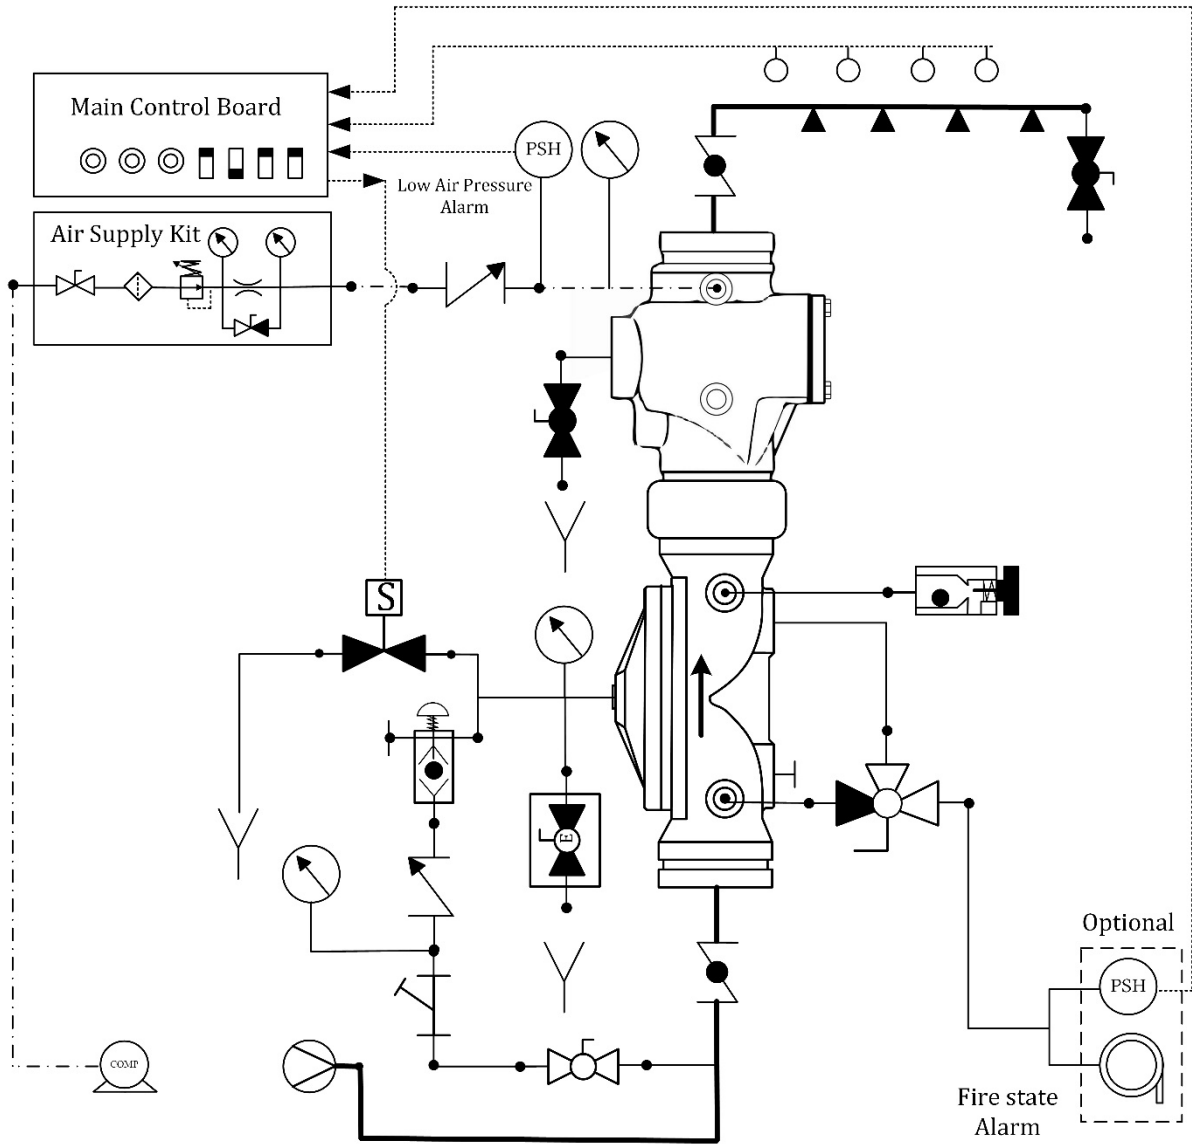 Main Control Board
PSH
Low Air Pressure
Alarm
Air Supply Kit
S
E
Optional
PSH
COMP
Fire state
Alarm